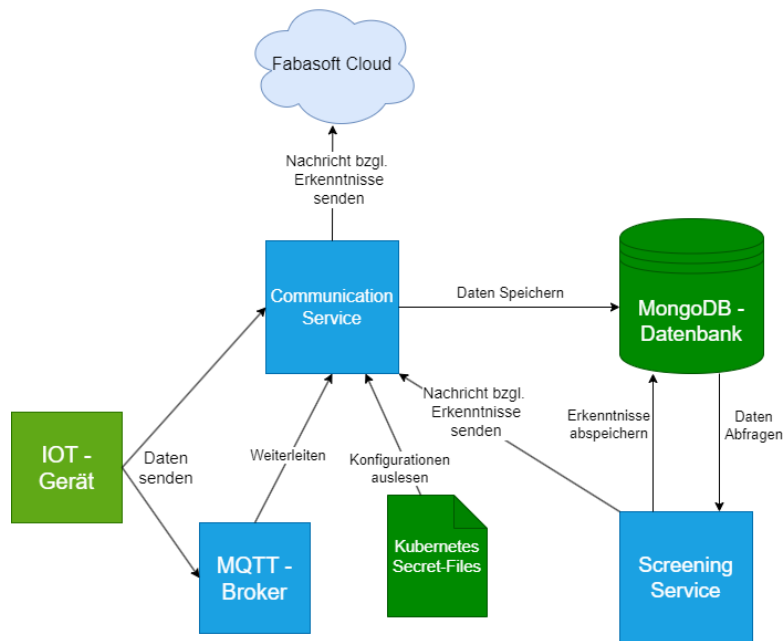 Fabasoft Cloud
Nachricht bzgl.
Erkenntnisse
senden
Communication
Service
Daten Speichern
MongoDB -
Datenbank
Nachricht bzgl.
Erkenntnisse
senden
Erkenntnisse
abspeichern
Daten
Abfragen
IOT -
Gerät
Daten
senden
Weiterleiten
Konfigurationen
auslesen
MQTT -
Broker
Kubernetes
Secret-Files
Screening
Service